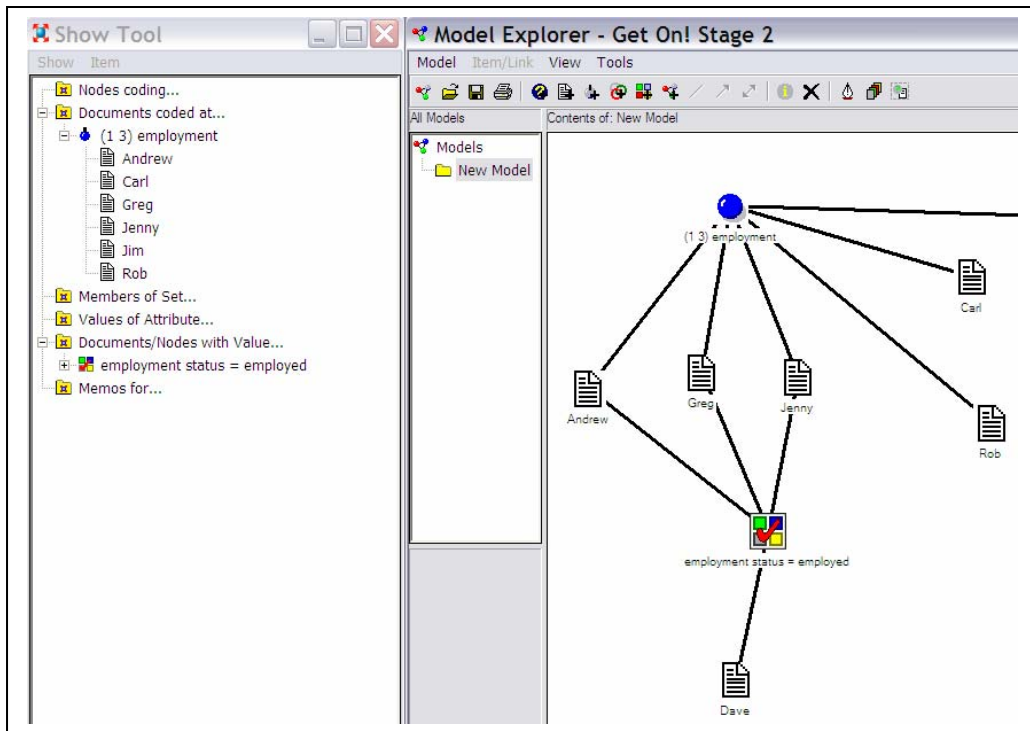 Show Tool
Show Item
Nodes coding...
Documents coded at...
(1 3) employment
Andrew
Carl
Greg
Jenny
Jim
Rob
Members of Set...
Values of Attribute...
Documents/Nodes with Value...
employment status = employed
Memos for...
Model Explorer - Get On! Stage 2
Model Item/Link View Tools
All Models
Models
New Model
Contents of: New Model
(1 3) employment
Carl
Greg
Jenny
Andrew
Rob
employment status = employed
Dave